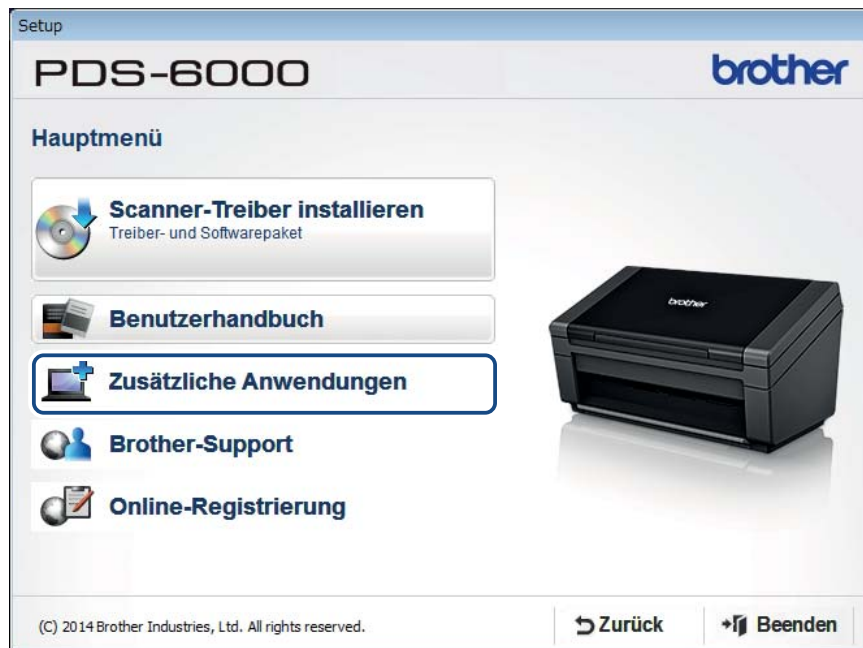 Setup
PDS-6000
brother
Hauptmenü
Scanner-Treiber installieren
Treiber- und Softwarepaket
Benutzerhandbuch
brother
Zusätzliche Anwendungen
Brother-Support
Online-Registrierung
(C) 2014 Brother Industries, Ltd. All rights reserved.
Zurück
Beenden